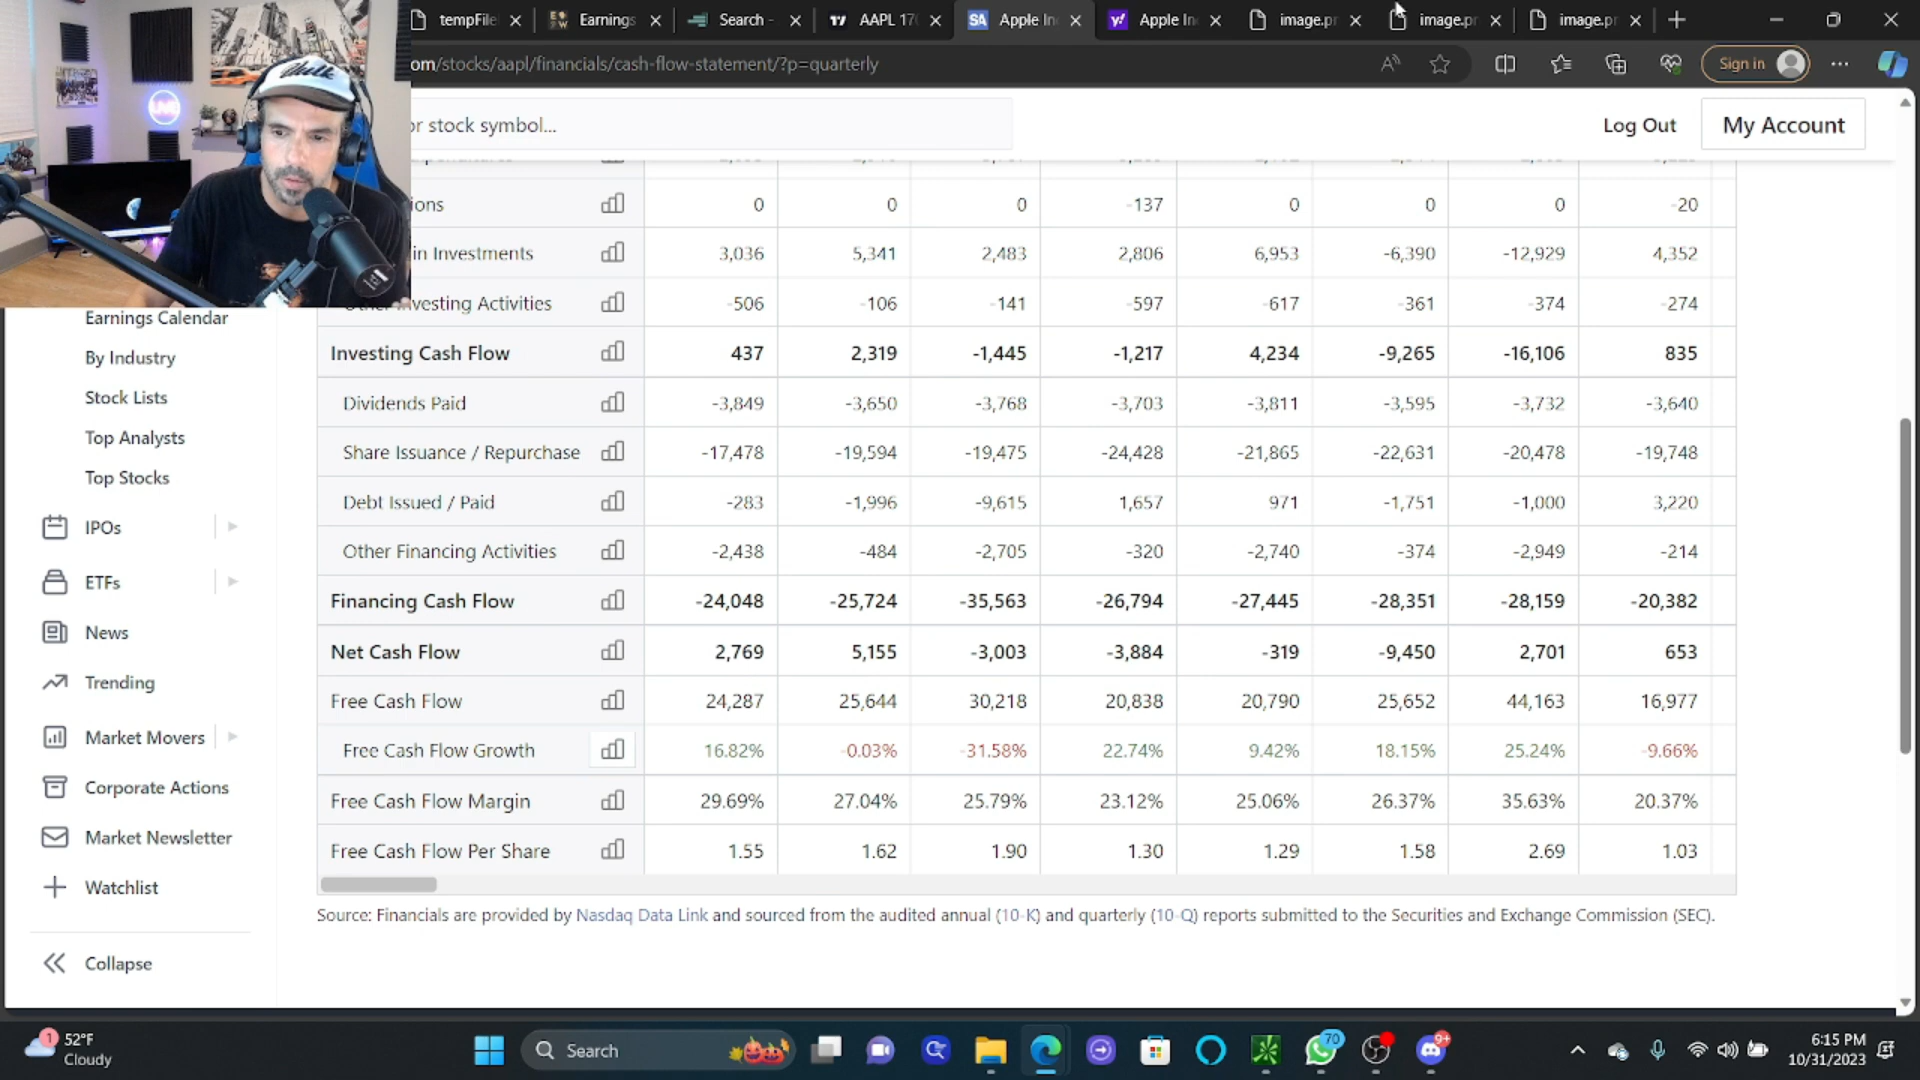 tempFile
Earnings
Search -
AAPL 170
Apple In
Apple In
image.pr
image.pr
image.pr
om/stocks/aapl/financials/cash-flow-statement/?p=quarterly
Sign in
or stock symbol...
Log Out
My Account
ions 0 0 0 -137 0 0 0 -20
in Investments 3,036 5,341 2,483 2,806 6,953 -6,390 -12,929 4,352
Other Investing Activities -506 -106 -141 -597 -617 -361 -374 -274
Investing Cash Flow 437 2,319 -1,445 -1,217 4,234 -9,265 -16,106 835
Dividends Paid -3,849 -3,650 -3,768 -3,703 -3,811 -3,595 -3,732 -3,640
Share Issuance / Repurchase -17,478 -19,594 -19,475 -24,428 -21,865 -22,631 -20,478 -19,748
Debt Issued / Paid -283 -1,996 -9,615 1,657 971 -1,751 -1,000 3,220
Other Financing Activities -2,438 -484 -2,705 -320 -2,740 -374 -2,949 -214
Financing Cash Flow -24,048 -25,724 -35,563 -26,794 -27,445 -28,351 -28,159 -20,382
Net Cash Flow 2,769 5,155 -3,003 -3,884 -319 -9,450 2,701 653
Free Cash Flow 24,287 25,644 30,218 20,838 20,790 25,652 44,163 16,977
Free Cash Flow Growth 16.82% -0.03% -31.58% 22.74% 9.42% 18.15% 25.24% -9.66%
Free Cash Flow Margin 29.69% 27.04% 25.79% 23.12% 25.06% 26.37% 35.63% 20.37%
Free Cash Flow Per Share 1.55 1.62 1.90 1.30 1.29 1.58 2.69 1.03
Source: Financials are provided by Nasdaq Data Link and sourced from the audited annual (10-K) and quarterly (10-Q) reports submitted to the Securities and Exchange Commission (SEC).
Earnings Calendar
By Industry
Stock Lists
Top Analysts
Top Stocks
IPOs
ETFs
News
Trending
Market Movers
Corporate Actions
Market Newsletter
Watchlist
Collapse
1
52°F
Cloudy
Search
70
9+
6:15 PM
10/31/2023